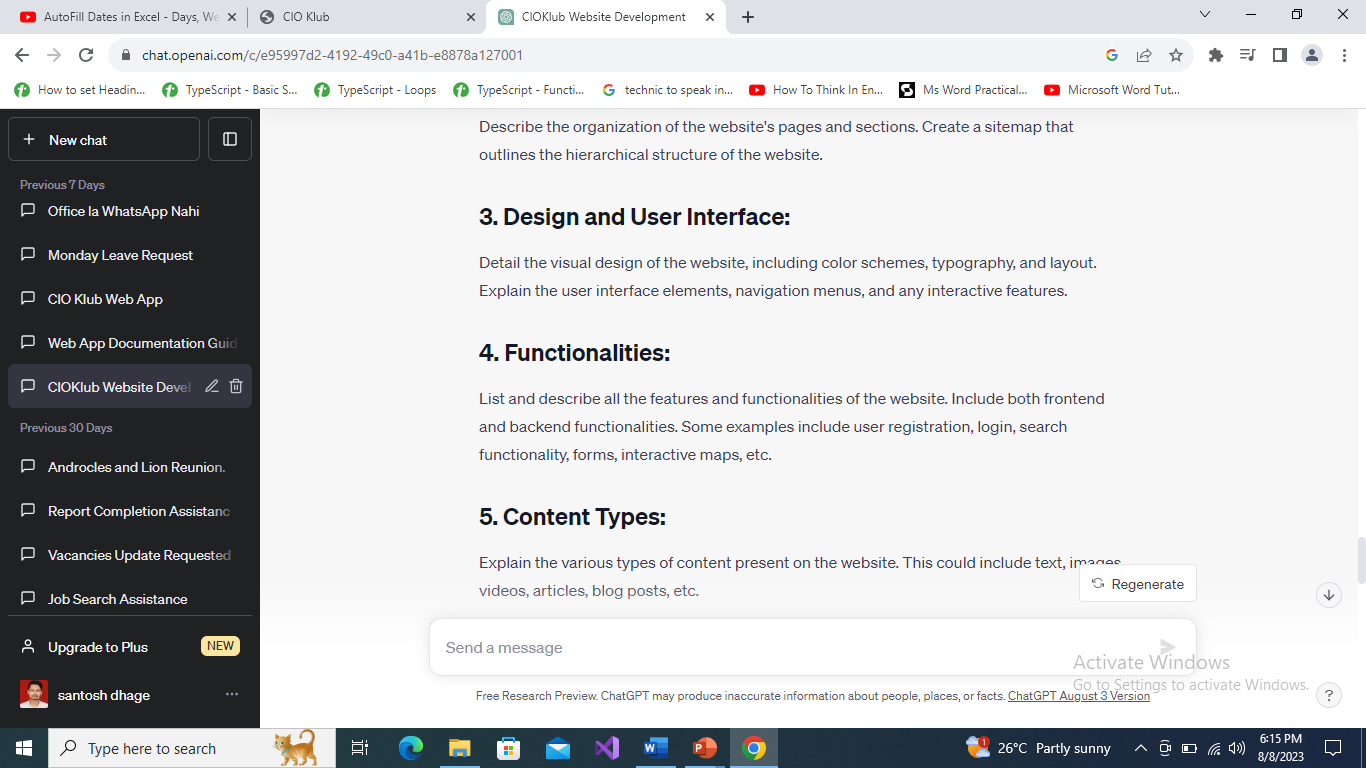 AutoFill Dates in Excel - Days, We
CIO Klub
CIOKlub Website Development
chat.openai.com/c/e95997d2-4192-49c0-a41b-e8878a127001
How to set Headin...
TypeScript - Basic S...
TypeScript - Loops
TypeScript - Functi...
technic to speak in...
How To Think In En...
Ms Word Practical...
Microsoft Word Tut...
New chat
Previous 7 Days
Office la WhatsApp Nahi
Monday Leave Request
CIO Klub Web App
Web App Documentation Guid
CIOKlub Website Devel
Previous 30 Days
Androcles and Lion Reunion.
Report Completion Assistanc
Vacancies Update Requested
Job Search Assistance
Upgrade to Plus
NEW
santosh dhage
Describe the organization of the website's pages and sections. Create a sitemap that
outlines the hierarchical structure of the website.
3. Design and User Interface:
Detail the visual design of the website, including color schemes, typography, and layout.
Explain the user interface elements, navigation menus, and any interactive features.
4. Functionalities:
List and describe all the features and functionalities of the website. Include both frontend
and backend functionalities. Some examples include user registration, login, search
functionality, forms, interactive maps, etc.
5. Content Types:
Explain the various types of content present on the website. This could include text, images,
videos, articles, blog posts, etc.
Regenerate
Send a message
Activate Windows
Go to Settings to activate Windows.
Free Research Preview. ChatGPT may produce inaccurate information about people, places, or facts. ChatGPT August 3 Version
?
Type here to search
1
26°C Partly sunny
6:15 PM
8/8/2023